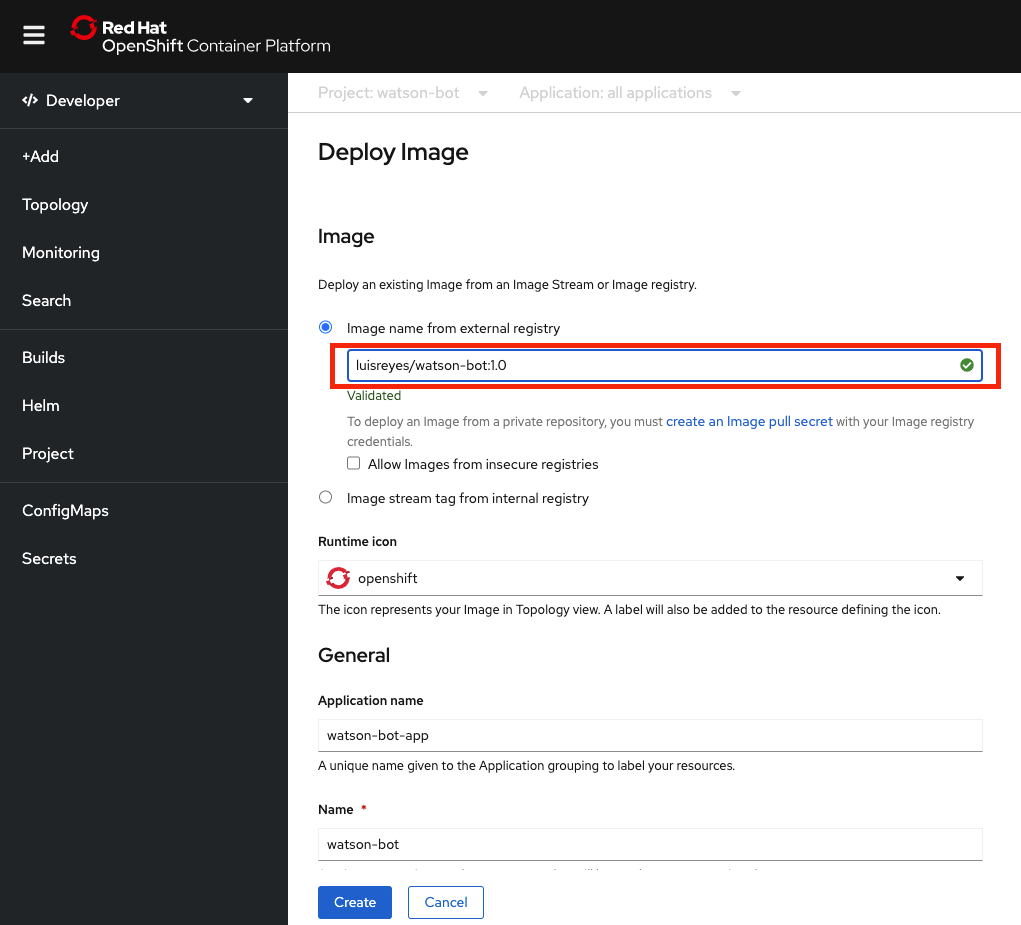 Red Hat
OpenShift Container Platform
Developer
Project: watson-bot
Application: all applications
+Add
Topology
Monitoring
Search
Builds
Helm
Project
ConfigMaps
Secrets
Deploy Image
Image
Deploy an existing Image from an Image Stream or Image registry.
Image name from external registry
luisreyes/watson-bot:1.0
Validated
To deploy an Image from a private repository, you must create an Image pull secret with your Image registry
credentials.
Allow Images from insecure registries
Image stream tag from internal registry
Runtime icon
openshift
The icon represents your Image in Topology view. A label will also be added to the resource defining the icon.
General
Application name
watson-bot-app
A unique name given to the Application grouping to label your resources.
Name *
watson-bot
Create
Cancel